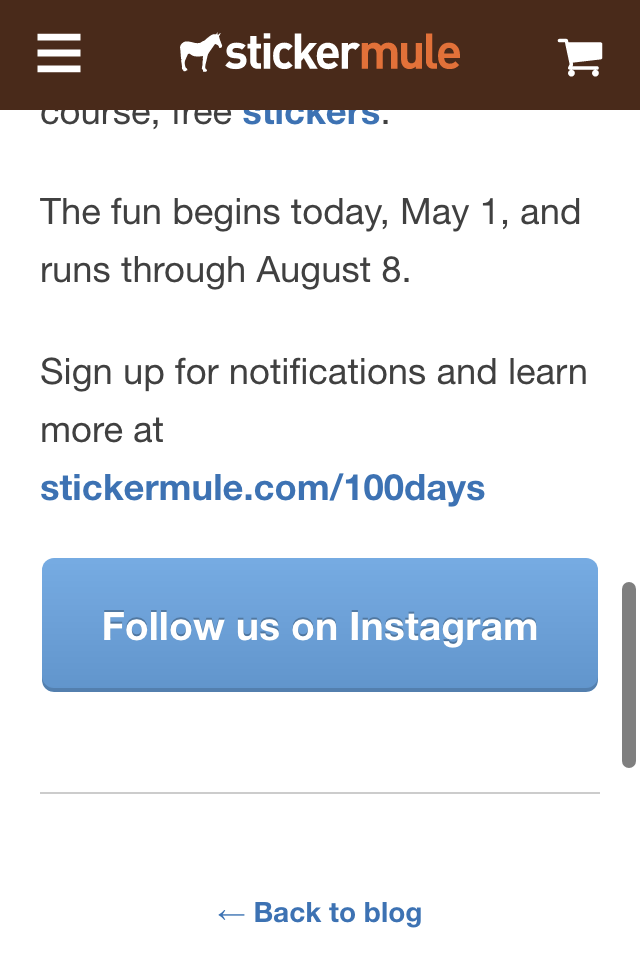 stickermule
course, free stickers.
The fun begins today, May 1, and
runs through August 8.
Sign up for notifications and learn
more at
stickermule.com/100days
Follow us on Instagram
← Back to blog